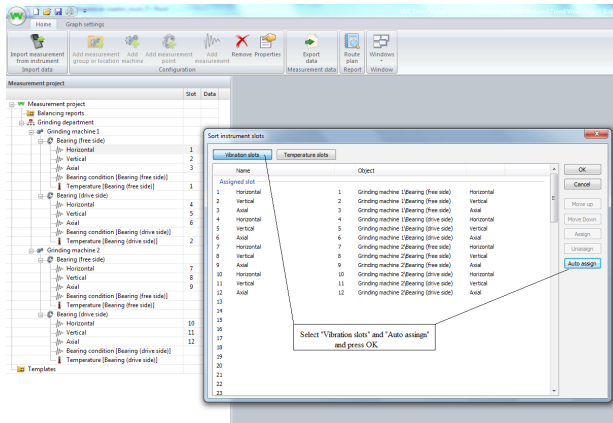 Home Graph settings
Import measurement from instrument
Add measurement group or location
Add machine
Add measurement point
Add measurement
Remove
Properties
Export data
Route plan
Windows
Import data
Configuration
Measurement data
Report
Window
Measurement project
Slot Data
Measurement project
Balancing reports
Grinding department
Grinding machine 1
Bearing (free side)
Horizontal 1
Vertical 2
Axial 3
Bearing condition [Bearing (free side)]
Temperature [Bearing (free side)] 1
Bearing (drive side)
Horizontal 4
Vertical 5
Axial 6
Bearing condition [Bearing (drive side)]
Temperature [Bearing (drive side)] 2
Grinding machine 2
Bearing (free side)
Horizontal 7
Vertical 8
Axial 9
Bearing condition [Bearing (free side)]
Temperature [Bearing (free side)]
Bearing (drive side)
Horizontal 10
Vertical 11
Axial 12
Bearing condition [Bearing (drive side)]
Temperature [Bearing (drive side)]
Templates
Sort instrument slots
Vibration slots Temperature slots
Name Object
Assigned slot
1 Horizontal 1 Grinding machine 1\Bearing (free side) Horizontal
2 Vertical 2 Grinding machine 1\Bearing (free side) Vertical
3 Axial 3 Grinding machine 1\Bearing (free side) Axial
4 Horizontal 4 Grinding machine 1\Bearing (drive side) Horizontal
5 Vertical 5 Grinding machine 1\Bearing (drive side) Vertical
6 Axial 6 Grinding machine 1\Bearing (drive side) Axial
7 Horizontal 7 Grinding machine 2\Bearing (free side) Horizontal
8 Vertical 8 Grinding machine 2\Bearing (free side) Vertical
9 Axial 9 Grinding machine 2\Bearing (free side) Axial
10 Horizontal 10 Grinding machine 2\Bearing (drive side) Horizontal
11 Vertical 11 Grinding machine 2\Bearing (drive side) Vertical
12 Axial 12 Grinding machine 2\Bearing (drive side) Axial
13
14
15
16
17
18
19
20
21
22
23
OK
Cancel
Move up
Move Down
Assign
Unassign
Auto assign
Select "Vibration slots" and "Auto assingn"
and press OK